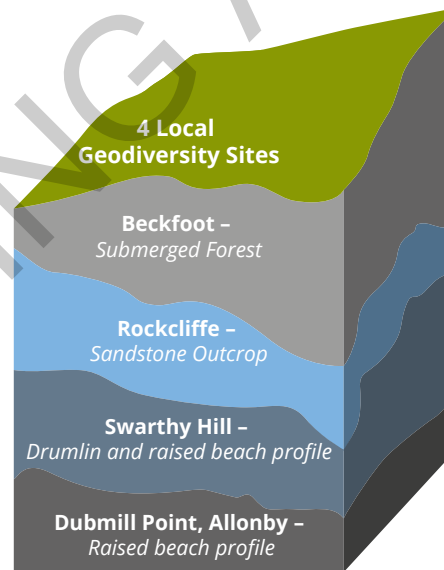 4 Local
Geodiversity Sites
Beckfoot –
Submerged Forest
Rockcliffe –
Sandstone Outcrop
Swarthy Hill –
Drumlin and raised beach profile
Dubmill Point, Allonby –
Raised beach profile